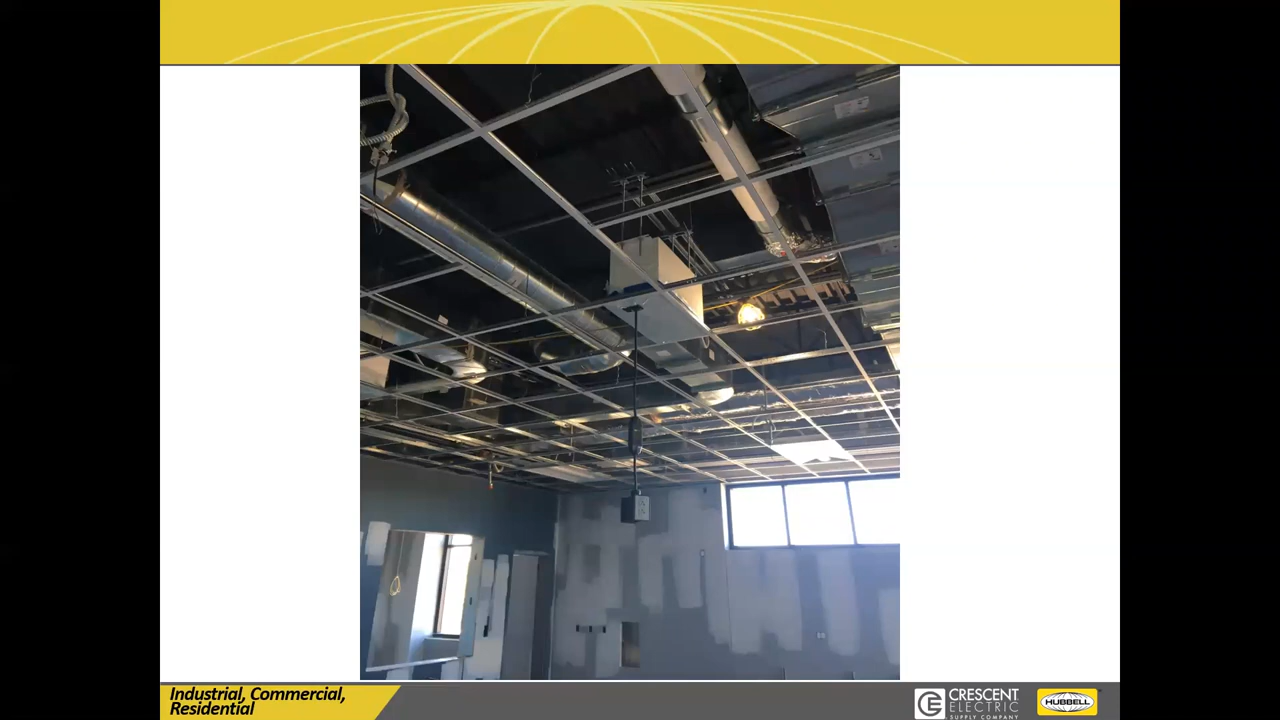 Industrial, Commercial,
Residential
CRESCENT
ELECTRIC
SUPPLY COMPANY
HUBBELL